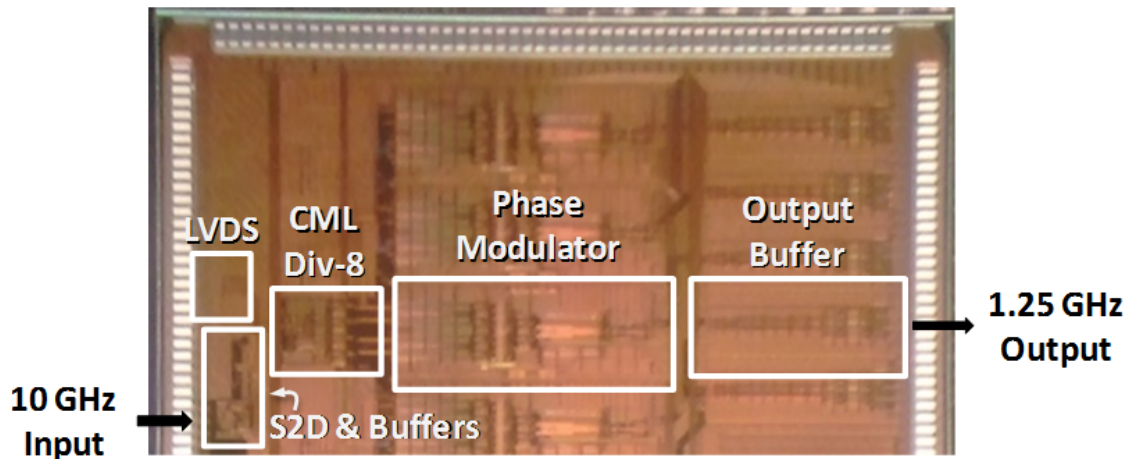 LVDS
CML
Div-8
Phase
Modulator
Output
Buffer
1.25 GHz
Output
10 GHz
Input
S2D & Buffers